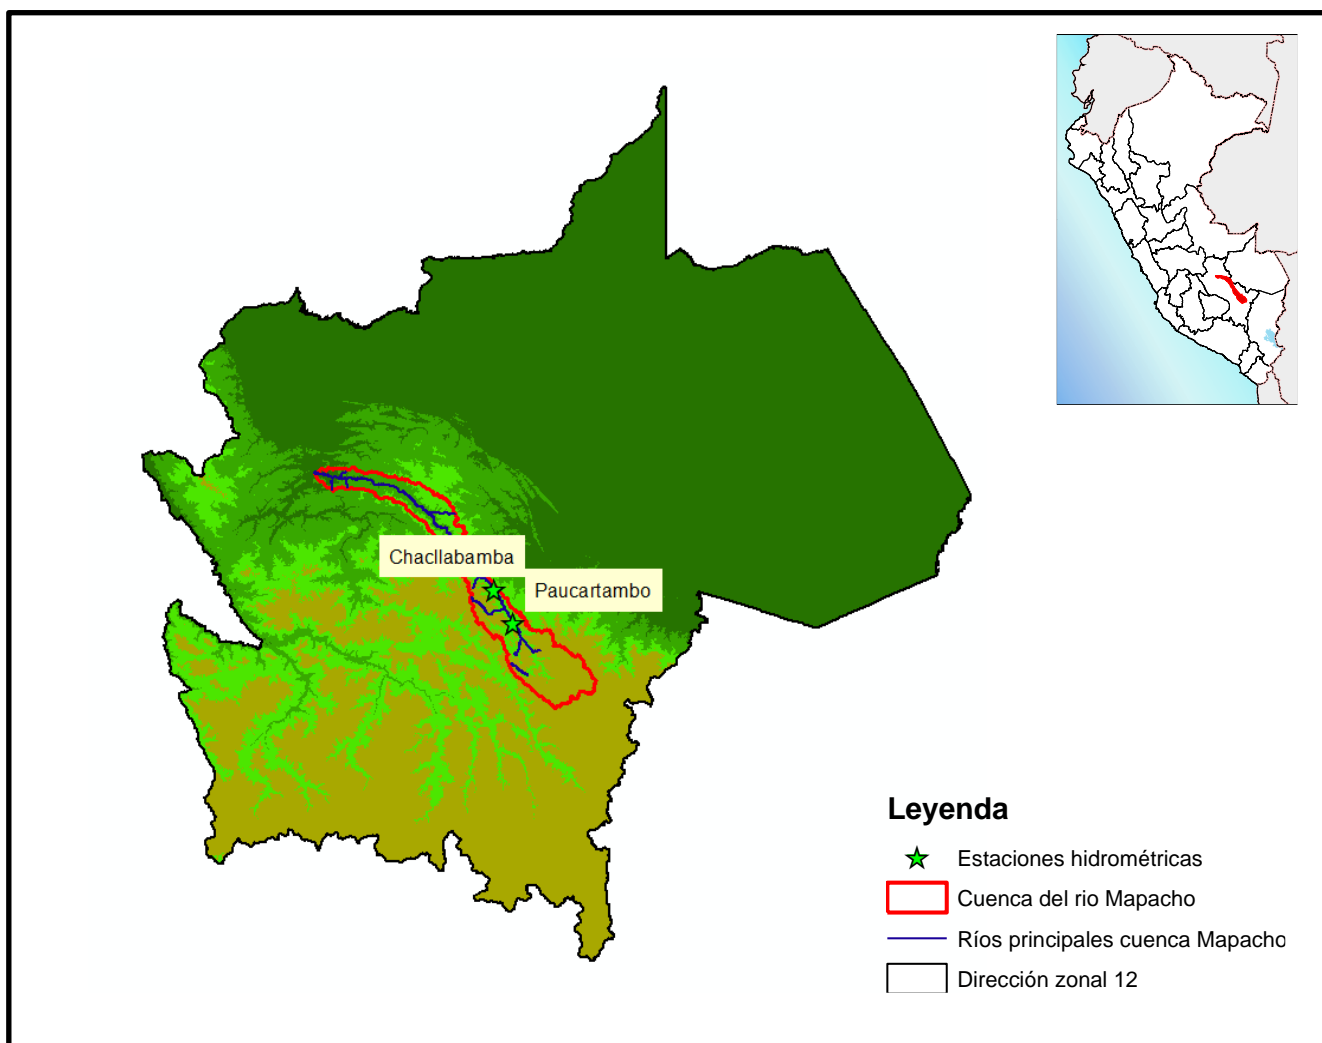 Chacllabamba
Paucartambo
Leyenda
Estaciones hidrométricas
Cuenca del rio Mapacho
Ríos principales cuenca Mapacho
Dirección zonal 12